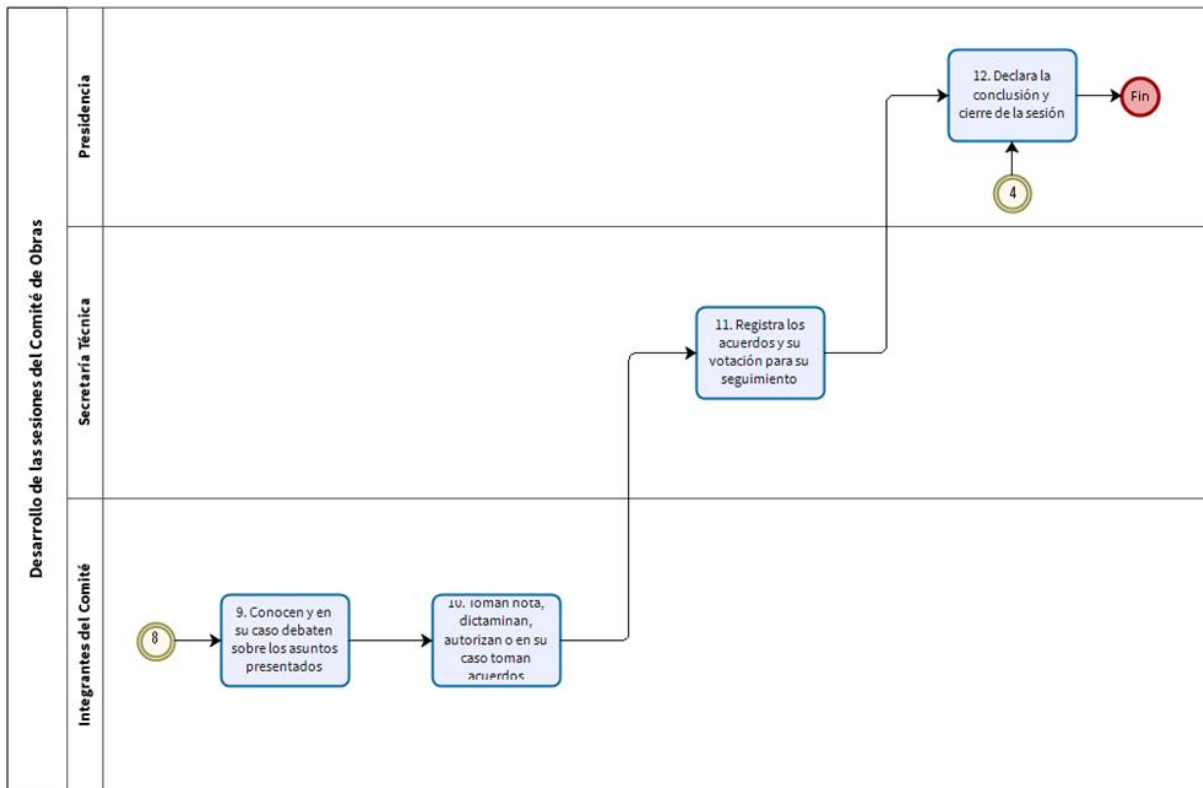 Desarrollo de las sesiones del Comité de Obras
Presidencia
12. Declara la
conclusión y
cierre de la sesión
Fin
4
Secretaría Técnica
11. Registra los
acuerdos y su
votación para su
seguimiento
Integrantes del Comité
8
9. Conocen y en
su caso debaten
sobre los asuntos
presentados
10. Toman nota,
dictaminan,
autorizan o en su
caso toman
acuerdos